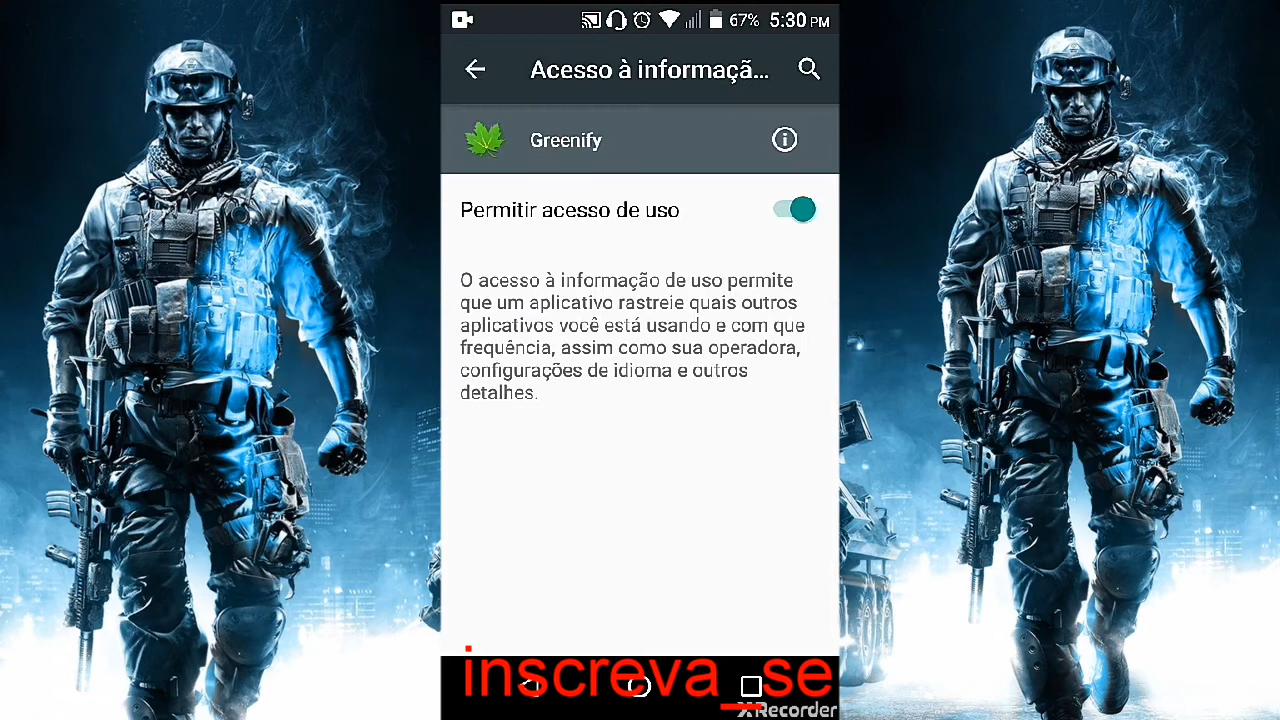 67% 5:30 PM
Acesso à informaçã...
Greenify
Permitir acesso de uso
O acesso à informação de uso permite
que um aplicativo rastreie quais outros
aplicativos você está usando e com que
frequência, assim como sua operadora,
configurações de idioma e outros
detalhes.
inscreva_se
XRecorder